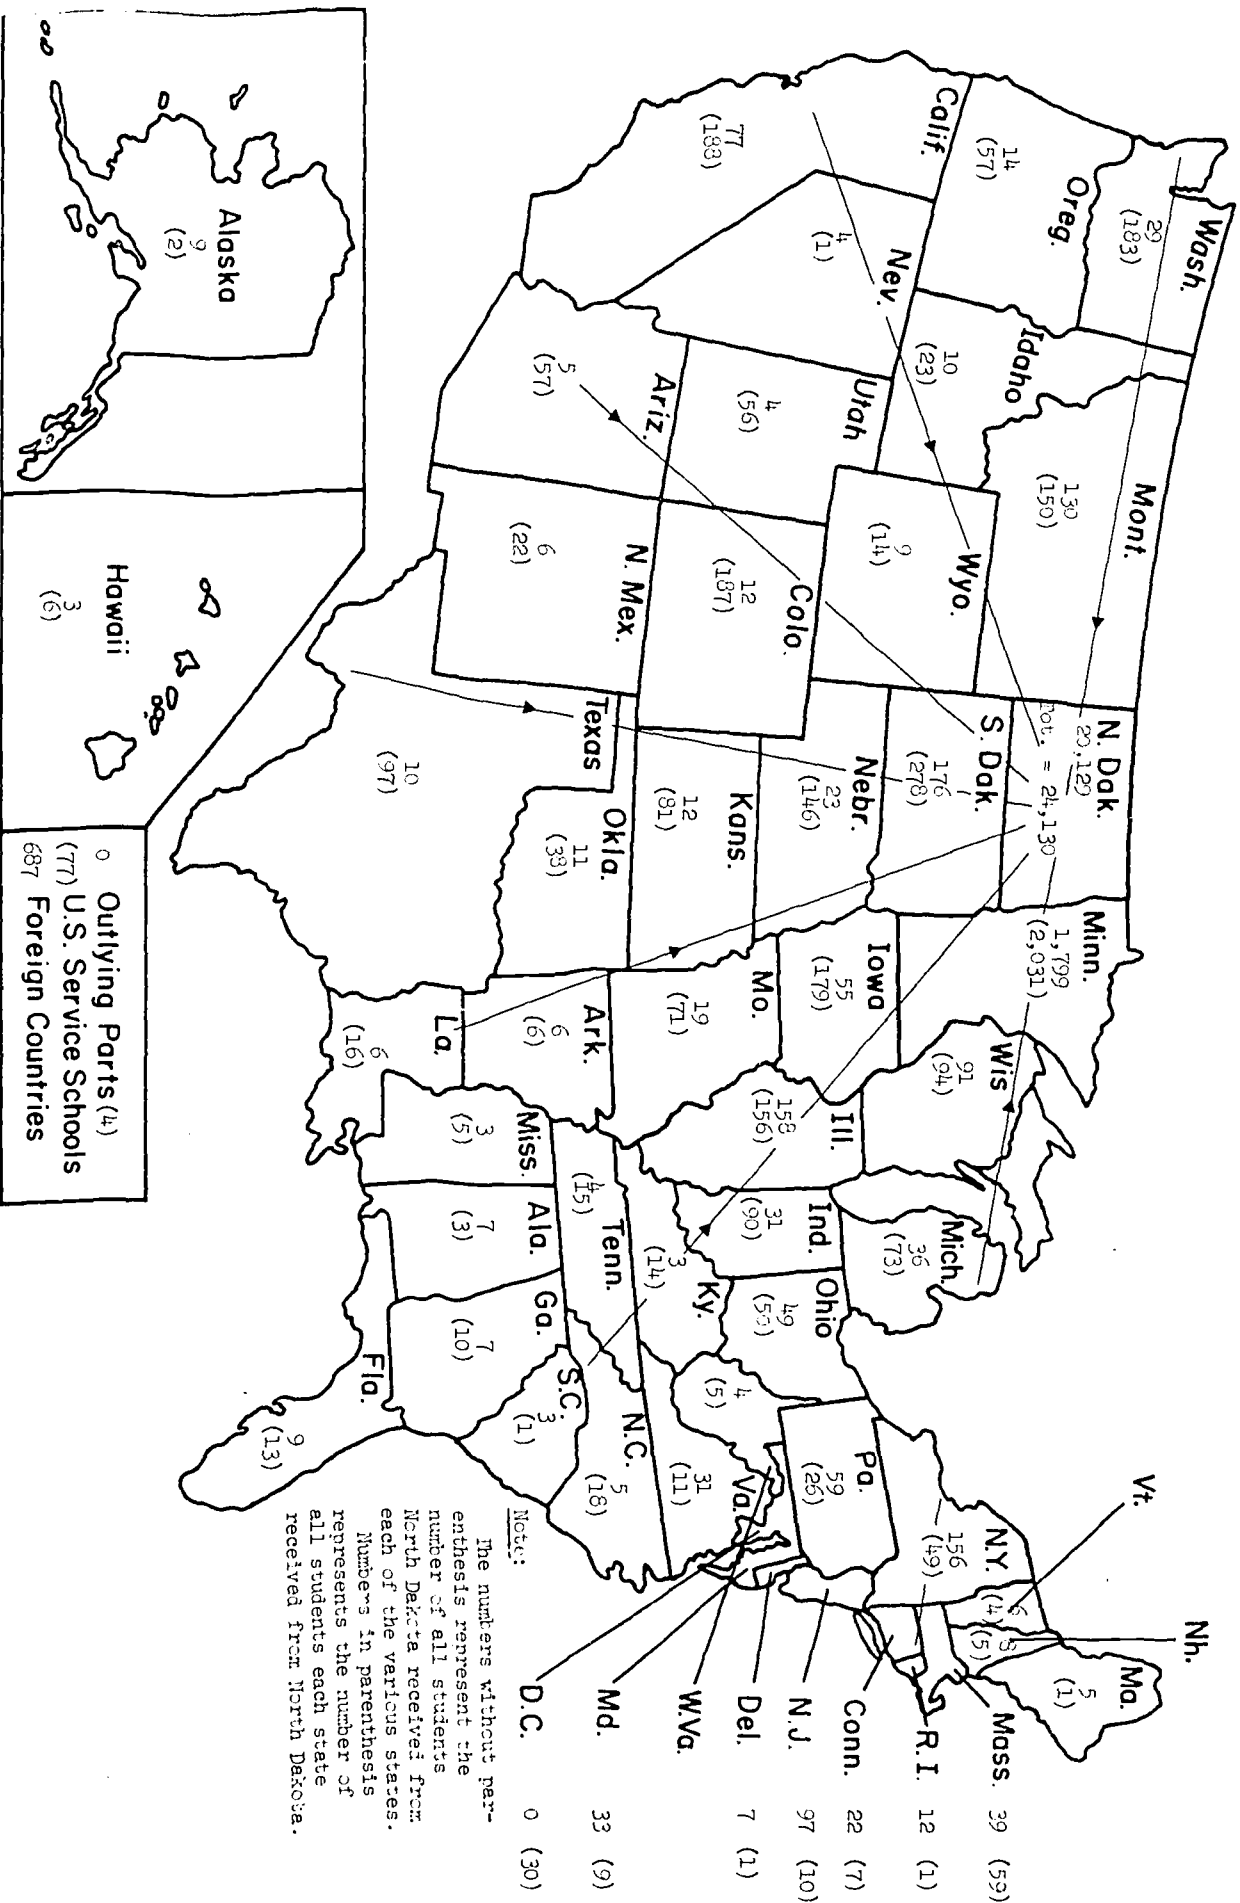 Wash.
29
(183)
Oreg.
14
(57)
Calif.
77
(188)
Nev.
4
(1)
Idaho
10
(23)
Mont.
130
(150)
Wyo.
9
(14)
Utah
4
(56)
Ariz.
5
(57)
Colo.
12
(187)
N. Mex.
6
(22)
N. Dak.
20,129
Tot. = 24,130
S. Dak.
176
(278)
Nebr.
23
(146)
Kans.
12
(81)
Okla.
11
(38)
Texas
10
(97)
Minn.
1,799
(2,031)
Iowa
55
(179)
Mo.
19
(71)
Ark.
6
(6)
La.
6
(16)
Wis
91
(94)
Ill.
158
(156)
Mich.
36
(73)
Ind.
31
(90)
Ohio
49
(50)
Ky.
3
(14)
Tenn.
4
(15)
Miss.
3
(5)
Ala.
7
(3)
Ga.
7
(10)
Fla.
9
(13)
S.C.
3
(1)
N.C.
5
(18)
Va.
31
(11)
4
(5)
Pa.
59
(26)
N.Y.
156
(49)
Vt.
6
(4)
Nh.
8
(5)
Ma.
5
(1)
Mass. 39 (59)
R.I. 12 (1)
Conn. 22 (7)
N.J. 97 (10)
Del. 7 (1)
W.Va.
Md. 33 (9)
D.C. 0 (30)
Note:
The numbers without par-
enthesis represent the
number of all students
North Dakota received from
each of the various states.
Numbers in parenthesis
represents the number of
all students each state
received from North Dakota.
Alaska
9
(2)
Hawaii
3
(6)
0 Outlying Parts (4)
(77) U.S. Service Schools
687 Foreign Countries